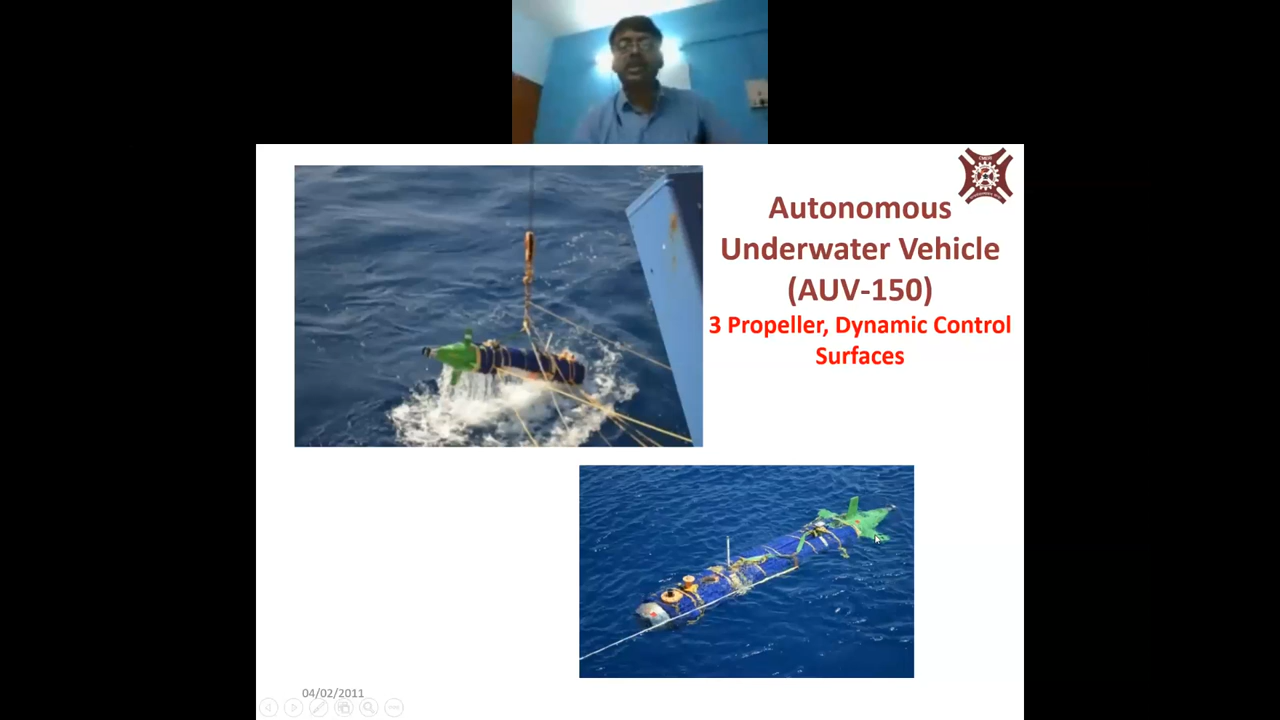 Autonomous
Underwater Vehicle
(AUV-150)
3 Propeller, Dynamic Control
Surfaces
04/02/2011